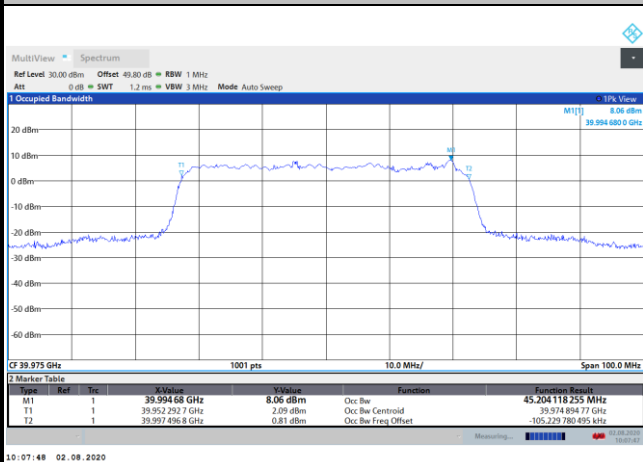 MultiView Spectrum
Ref Level 30.00 dBm Offset 49.80 dB RBW 1 MHz
Att 0 dB SWT 1.2 ms VBW 3 MHz Mode Auto Sweep
1 Occupied Bandwidth 1Pk View
M1[1] 8.06 dBm
39.994 680 0 GHz
20 dBm
10 dBm
M1
T1
T2
0 dBm
-10 dBm
-20 dBm
-30 dBm
-40 dBm
-50 dBm
-60 dBm
CF 39.975 GHz 1001 pts 10.0 MHz/ Span 100.0 MHz
2 Marker Table
Type Ref Trc X-Value Y-Value Function Function Result
M1 1 39.994 68 GHz 8.06 dBm Occ Bw 45.204 118 255 MHz
T1 1 39.952 292 7 GHz 2.09 dBm Occ Bw Centroid 39.974 894 77 GHz
T2 1 39.997 496 8 GHz 0.81 dBm Occ Bw Freq Offset -105.229 780 495 kHz
Measuring... 02.08.2020
10:07:47
10:07:48 02.08.2020